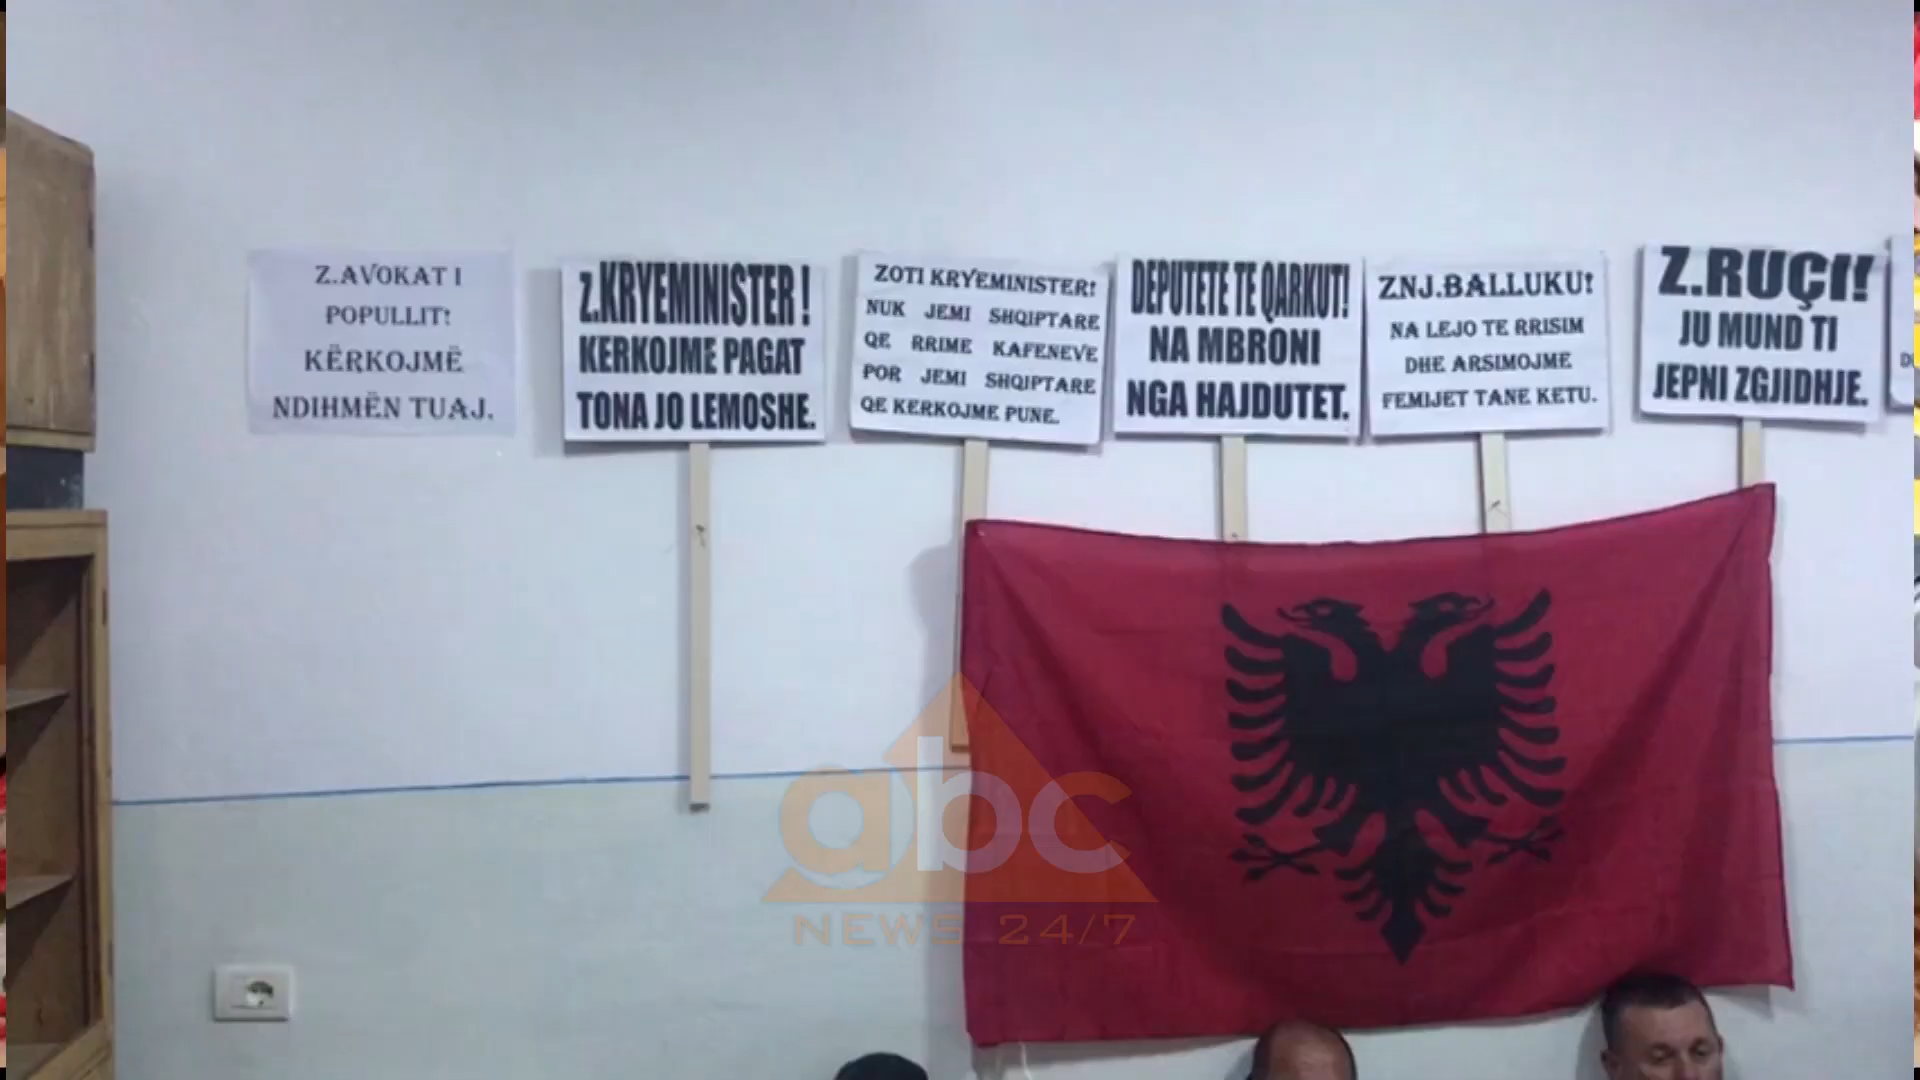 Z.AVOKAT I
POPULLIT!
KËRKOJMË
NDIHMËN TUAJ.
Z.KRYEMINISTER !
KERKOJME PAGAT
TONA JO LEMOSHE.
ZOTI KRYEMINISTER!
NUK JEMI SHQIPTARE
QE RRIME KAFENEVE
POR JEMI SHQIPTARE
QE KERKOJME PUNE.
DEPUTETE TE QARKUT!
NA MBRONI
NGA HAJDUTET.
ZNJ.BALLUKU!
NA LEJO TE RRISIM
DHE ARSIMOJME
FEMIJET TANE KETU.
Z.RUÇI!
JU MUND TI
JEPNI ZGJIDHJE.
abc
NEWS 24/7